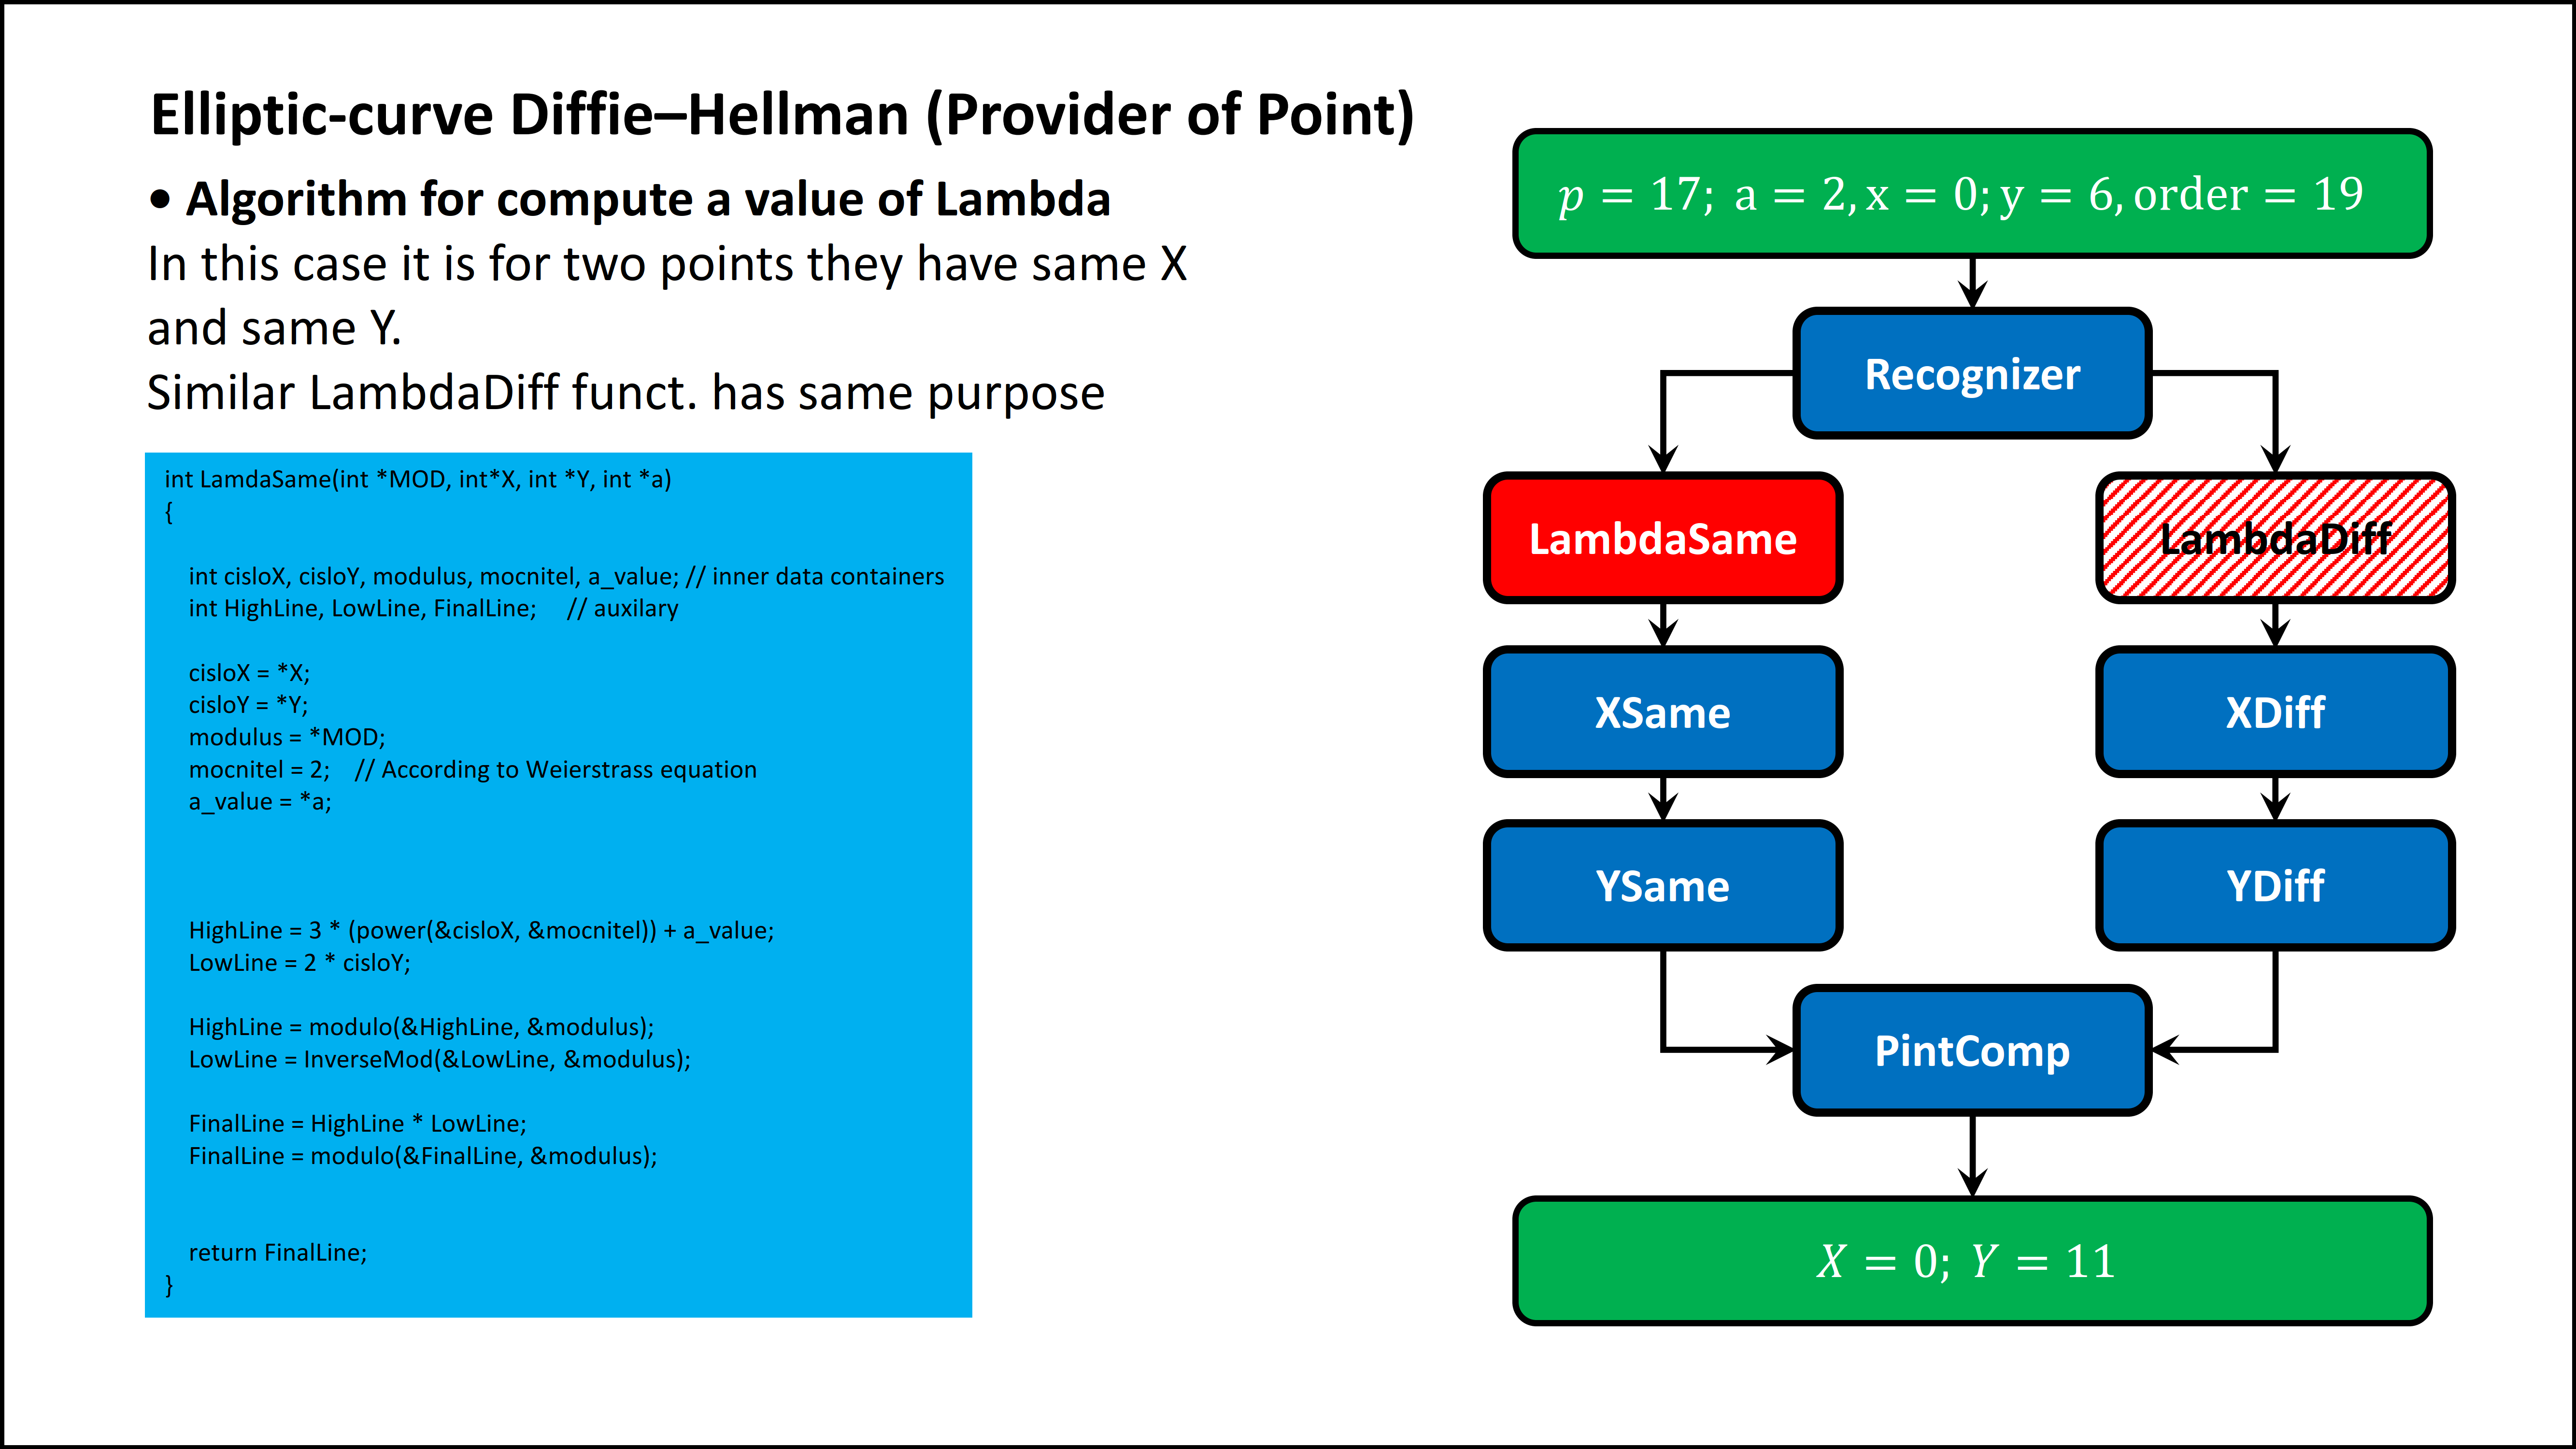 Elliptic-curve Diffie–Hellman (Provider of Point)
• Algorithm for compute a value of Lambda
In this case it is for two points they have same X
and same Y.
Similar LambdaDiff funct. has same purpose
int LamdaSame(int *MOD, int*X, int *Y, int *a)
{
int cisloX, cisloY, modulus, mocnitel, a_value; // inner data containers
int HighLine, LowLine, FinalLine; // auxilary
cisloX = *X;
cisloY = *Y;
modulus = *MOD;
mocnitel = 2; // According to Weierstrass equation
a_value = *a;
HighLine = 3 * (power(&cisloX, &mocnitel)) + a_value;
LowLine = 2 * cisloY;
HighLine = modulo(&HighLine, &modulus);
LowLine = InverseMod(&LowLine, &modulus);
FinalLine = HighLine * LowLine;
FinalLine = modulo(&FinalLine, &modulus);
return FinalLine;
}
p = 17; a = 2, x = 0; y = 6, order = 19
Recognizer
LambdaSame
LambdaDiff
XSame
XDiff
YSame
YDiff
PintComp
X = 0; Y = 11